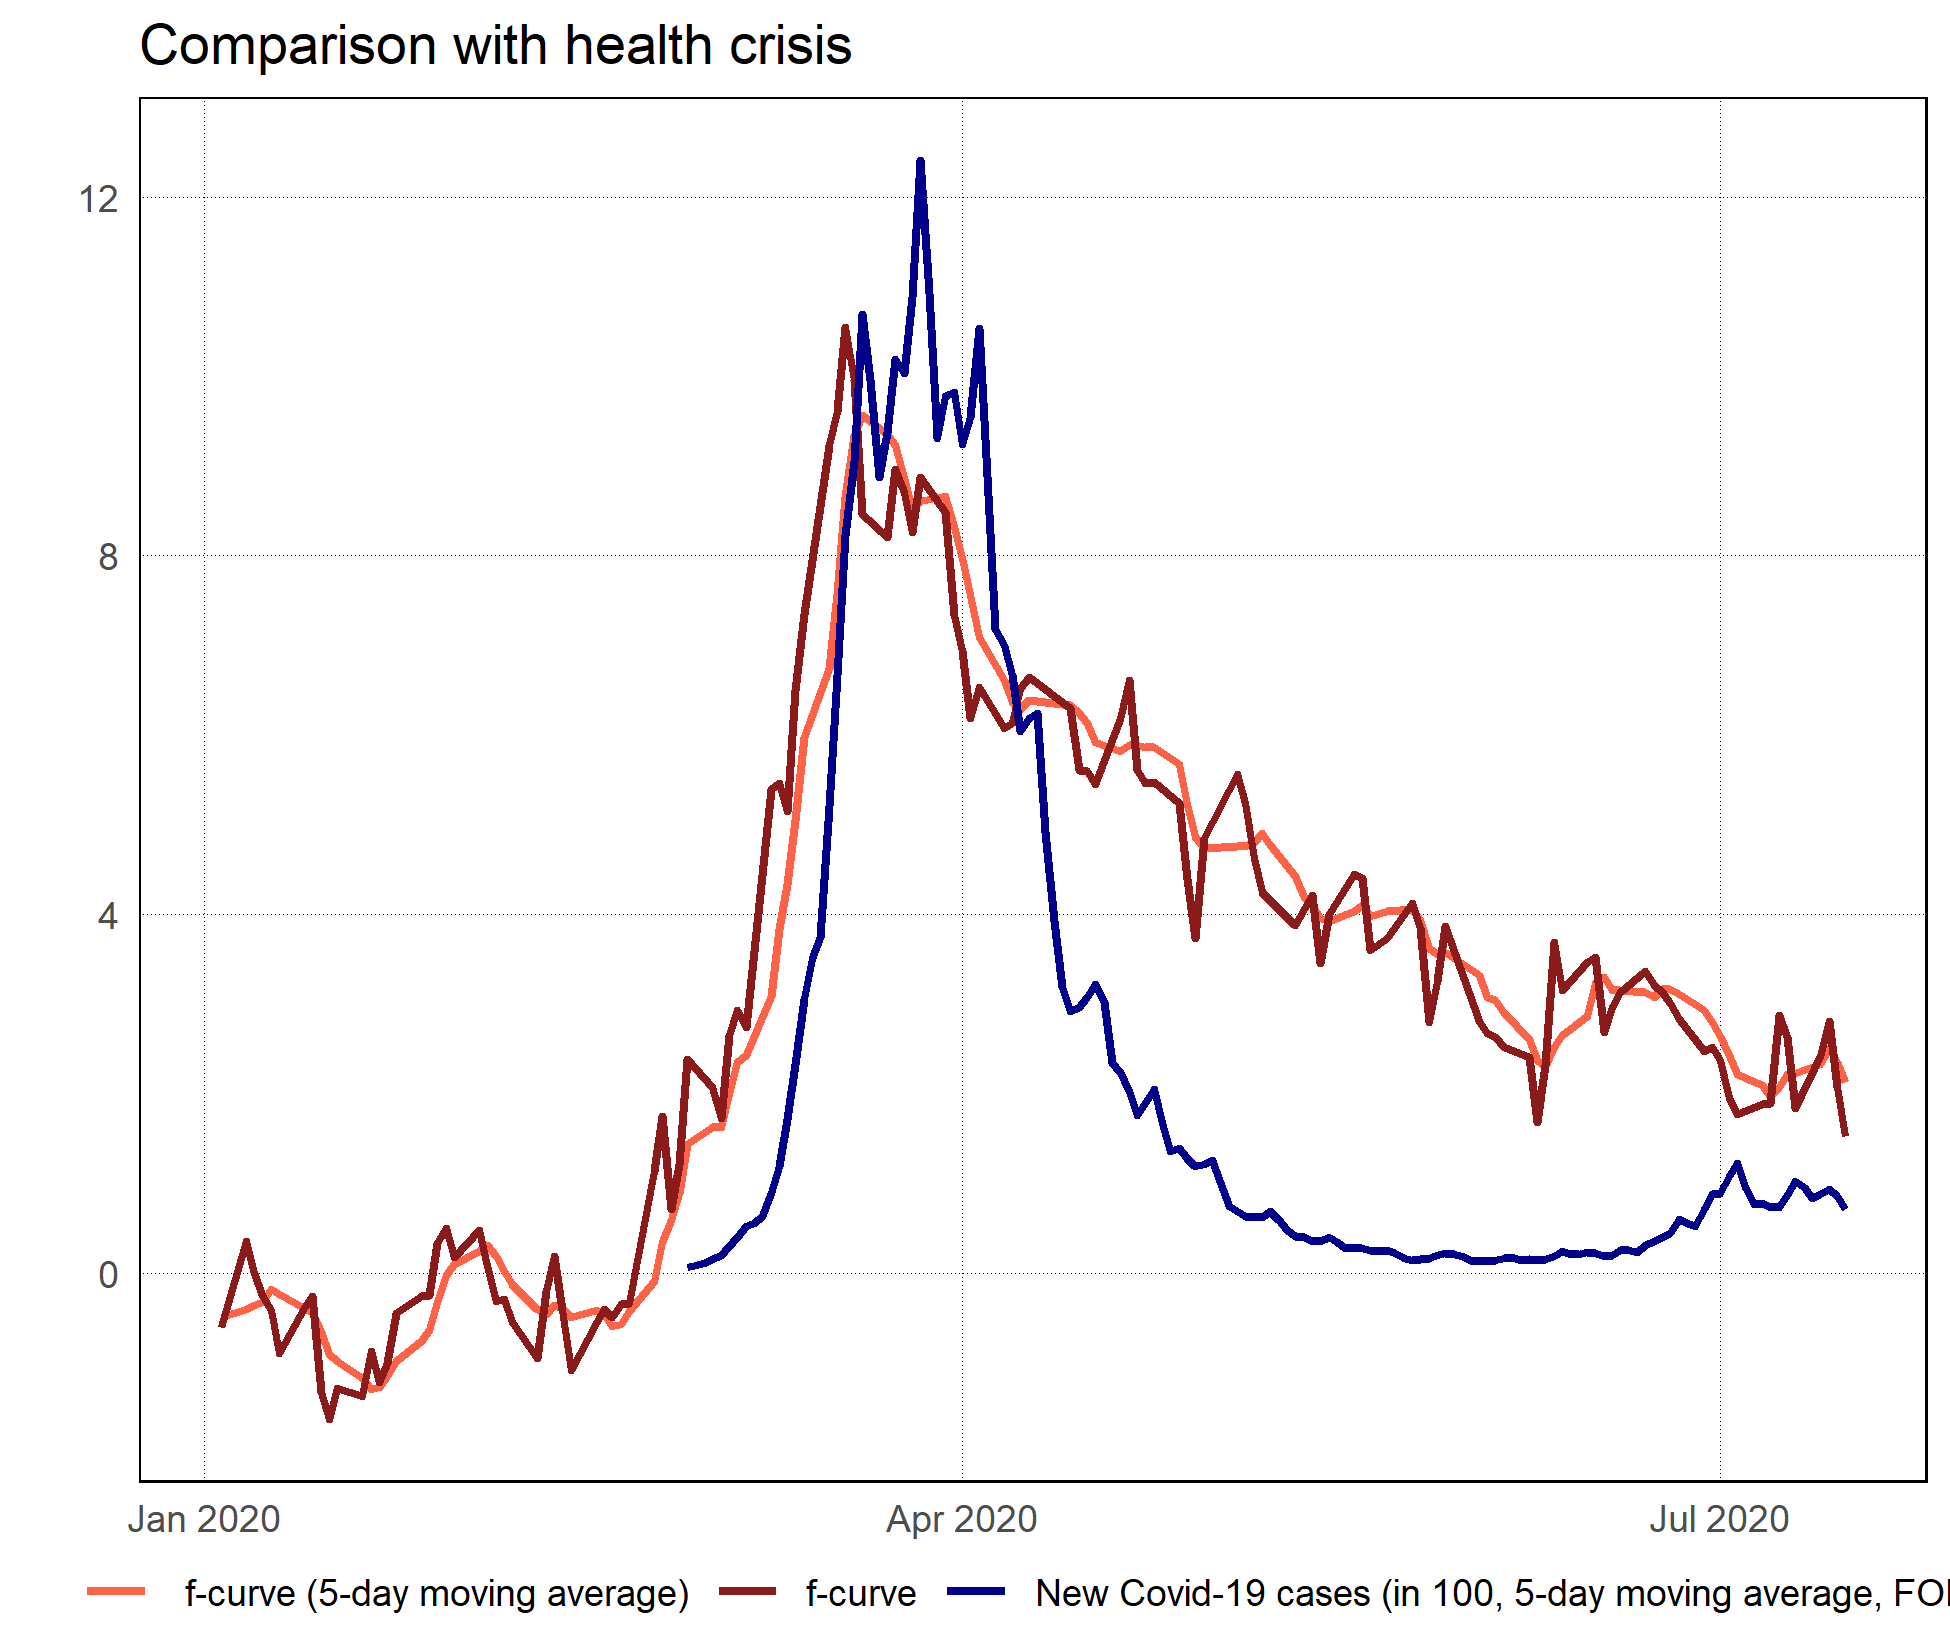 Comparison with health crisis
12
8
4
0
Jan 2020 Apr 2020 Jul 2020
f-curve (5-day moving average) f-curve New Covid-19 cases (in 100, 5-day moving average,